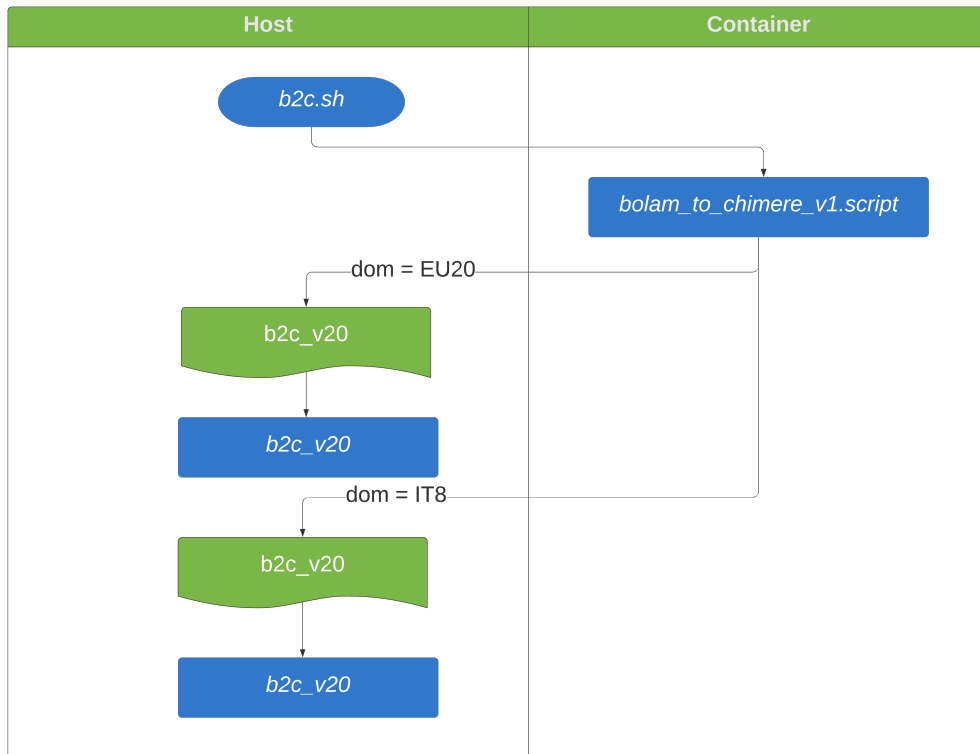 Host
Container
b2c.sh
bolam_to_chimere_v1.script
dom = EU20
b2c_v20
b2c_v20
dom = IT8
b2c_v20
b2c_v20